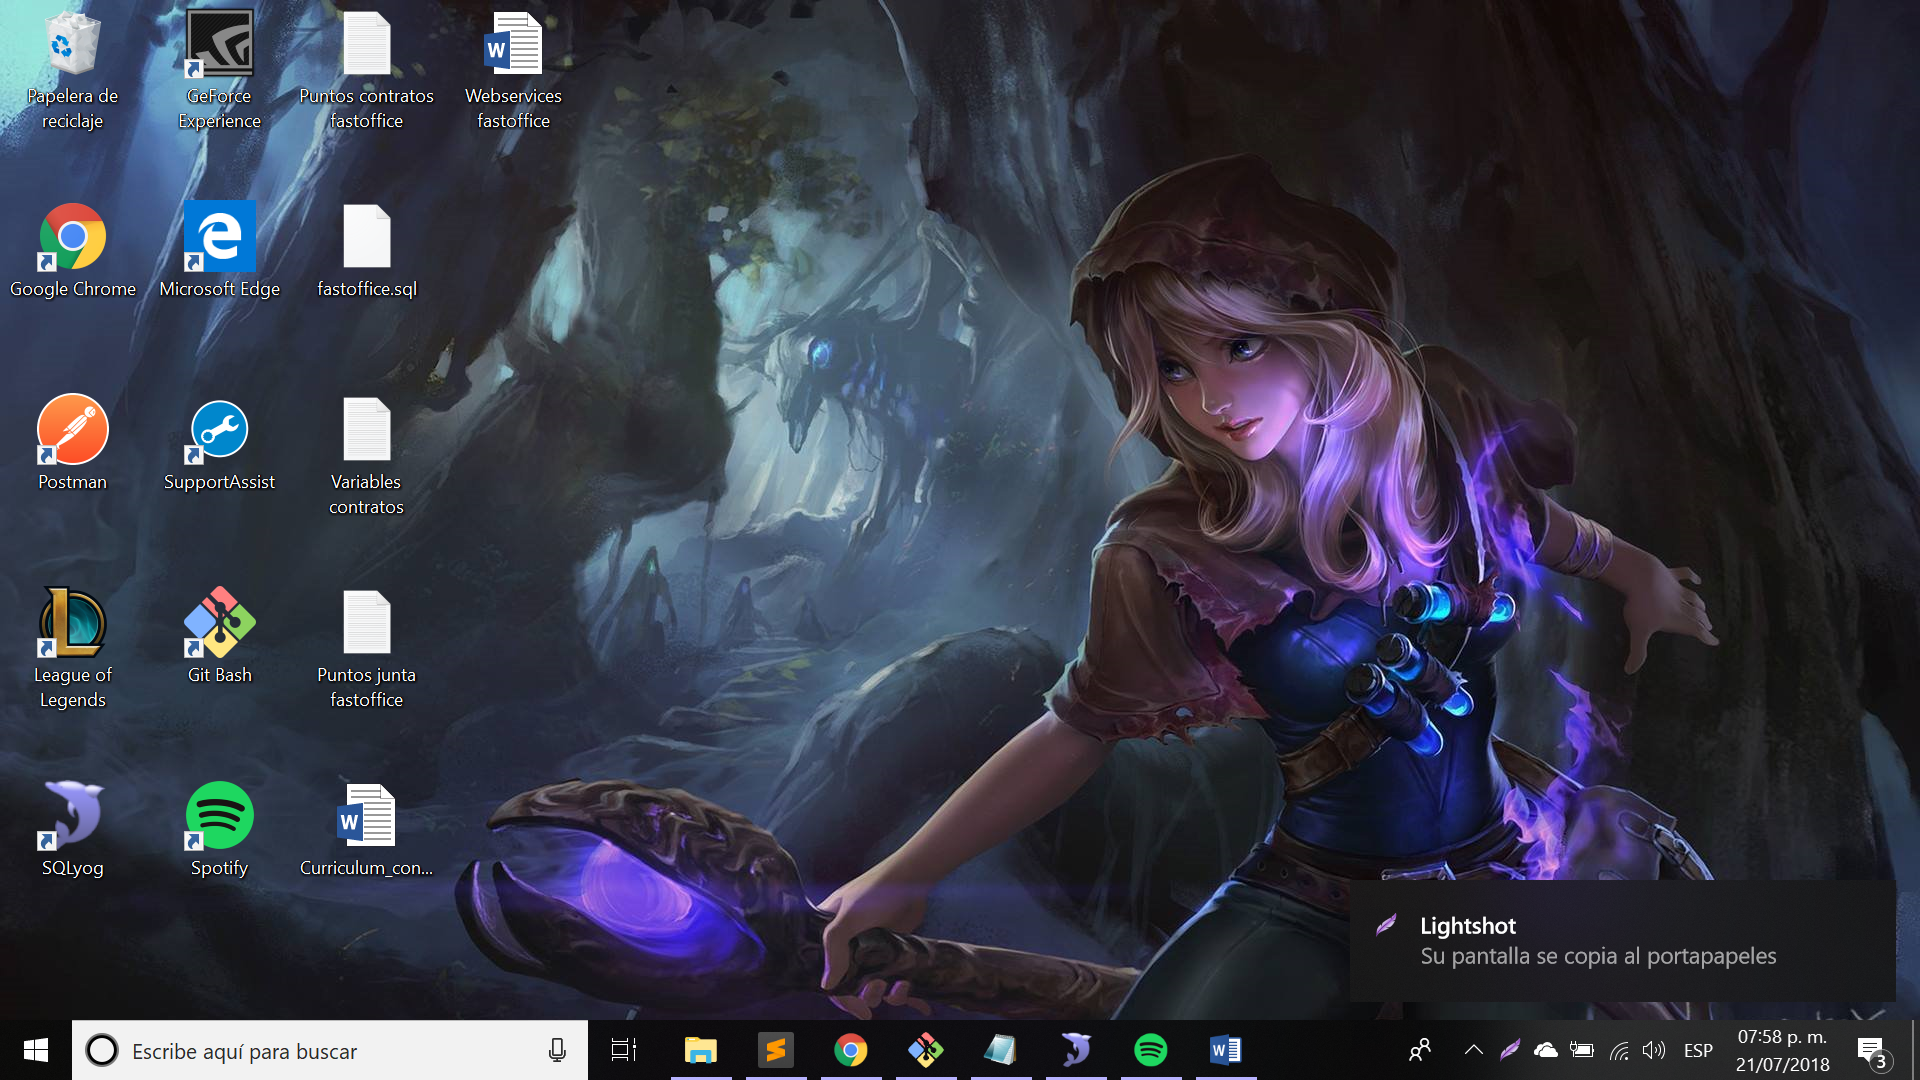 Papelera de
reciclaje
GeForce
Experience
Puntos contratos
fastoffice
Webservices
fastoffice
Google Chrome
Microsoft Edge
fastoffice.sql
Postman
SupportAssist
Variables
contratos
League of
Legends
Git Bash
Puntos junta
fastoffice
SQLyog
Spotify
Curriculum_con...
Lightshot
Su pantalla se copia al portapapeles
Escribe aquí para buscar
ESP
07:58 p. m.
21/07/2018
3